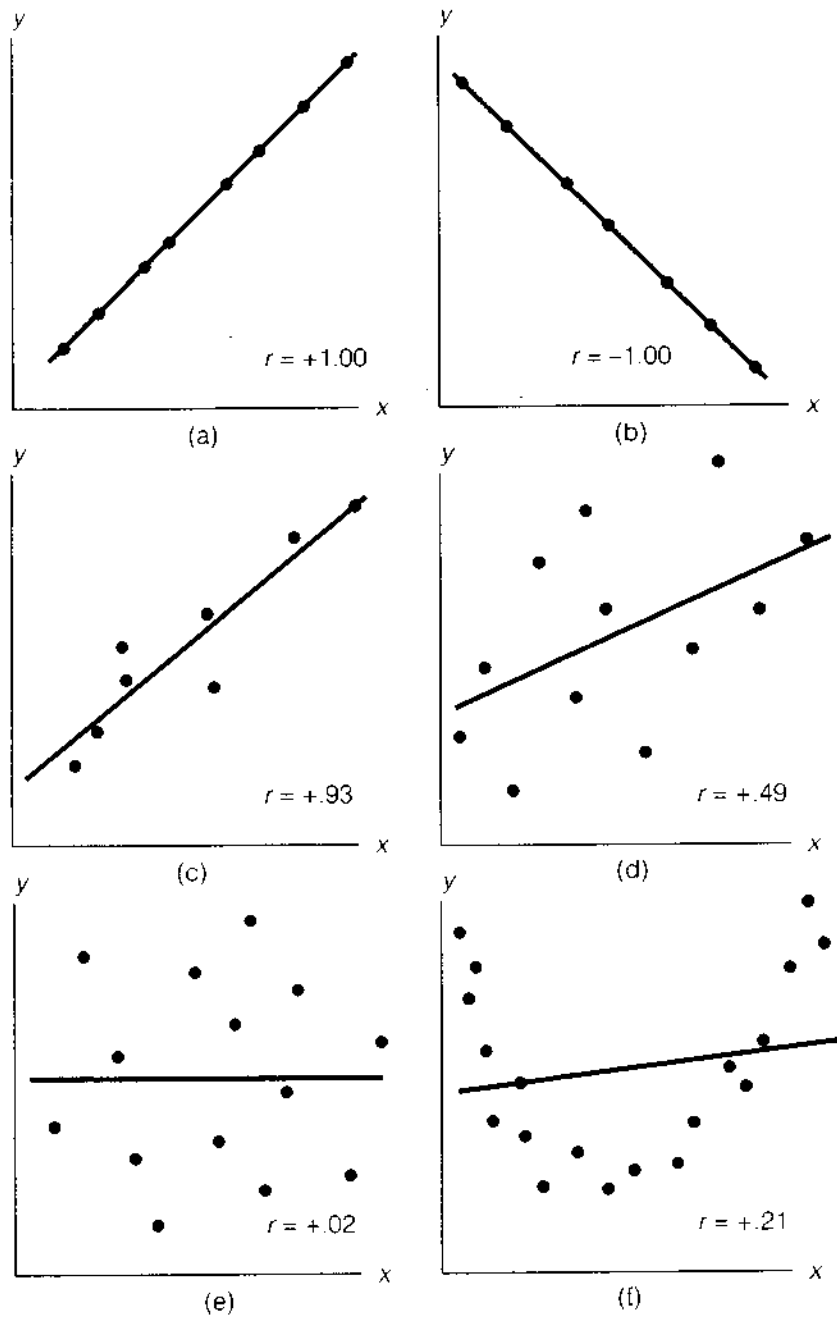 y
y
r = +1.00
r = −1.00
x
x
(a)
(b)
y
y
r = +.93
r = +.49
x
x
(c)
(d)
y
y
r = +.02
r = +.21
x
x
(e)
(f)